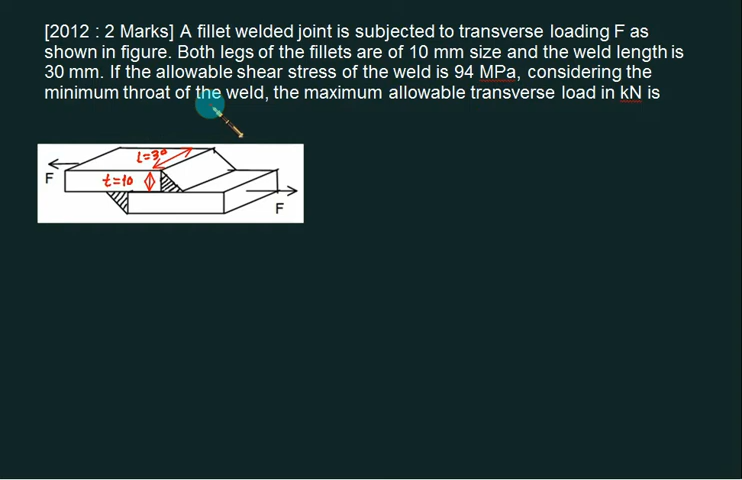 [2012 : 2 Marks] A fillet welded joint is subjected to transverse loading F as
shown in figure. Both legs of the fillets are of 10 mm size and the weld length is
30 mm. If the allowable shear stress of the weld is 94 MPa, considering the
minimum throat of the weld, the maximum allowable transverse load in kN is
L=30
F
t=10
F